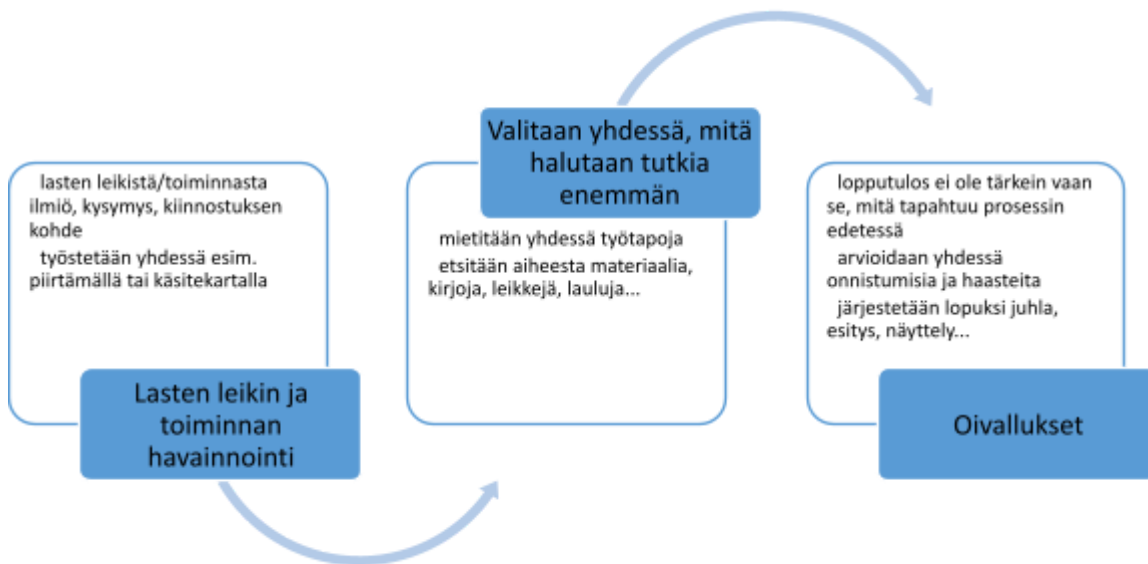 lasten leikistä/toiminnasta
ilmiö, kysymys, kiinnostuksen
kohde
työstetään yhdessä esim.
piirtämällä tai käsitekartalla
Lasten leikin ja
toiminnan
havainnointi
Valitaan yhdessä, mitä
halutaan tutkia
enemmän
mietitään yhdessä työtapoja
etsitään aiheesta materiaalia,
kirjoja, leikkejä, lauluja...
lopputulos ei ole tärkein vaan
se, mitä tapahtuu prosessin
edetessä
arvioidaan yhdessä
onnistumisia ja haasteita
järjestetään lopuksi juhla,
esitys, näyttely...
Oivallukset